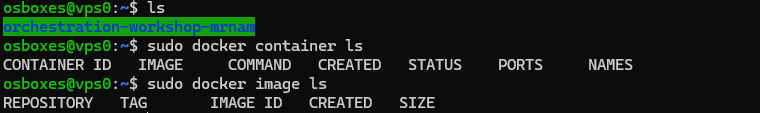 osboxes@vps0:~$ ls
orchestration-workshop-mrnam
osboxes@vps0:~$ sudo docker container ls
CONTAINER ID   IMAGE     COMMAND   CREATED   STATUS    PORTS     NAMES
osboxes@vps0:~$ sudo docker image ls
REPOSITORY   TAG       IMAGE ID   CREATED   SIZE